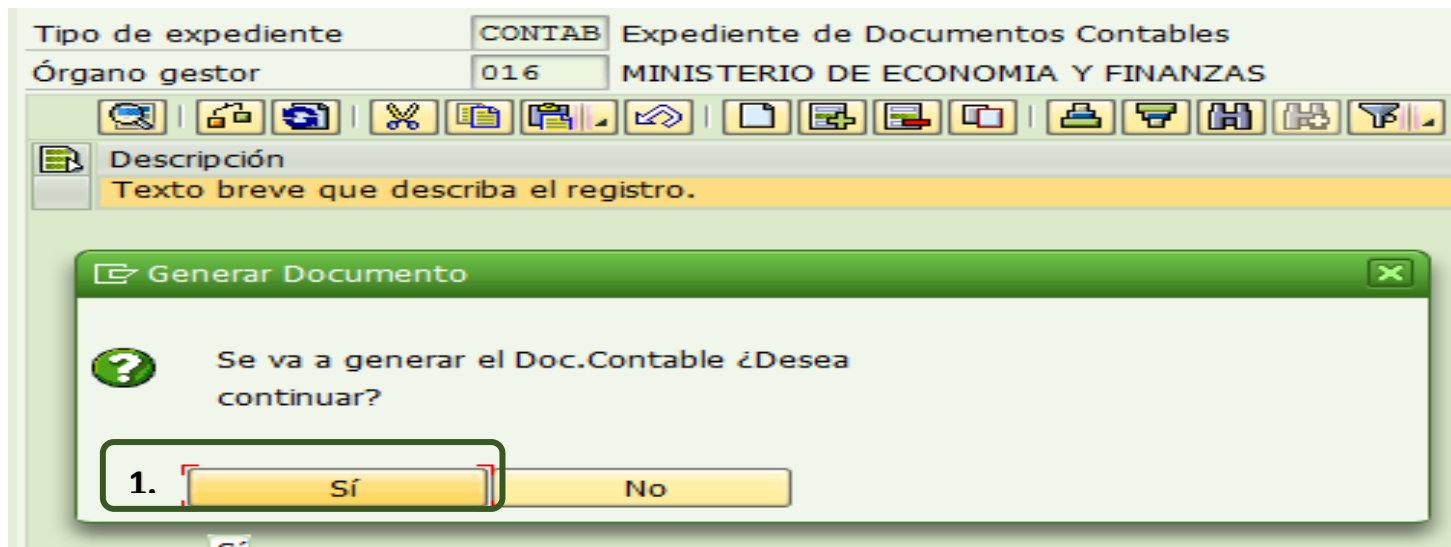 Tipo de expediente CONTAB Expediente de Documentos Contables
Órgano gestor 016 MINISTERIO DE ECONOMIA Y FINANZAS
Descripción
Texto breve que describa el registro.
Generar Documento
Se va a generar el Doc.Contable ¿Desea
continuar?
1. Sí No
Sí